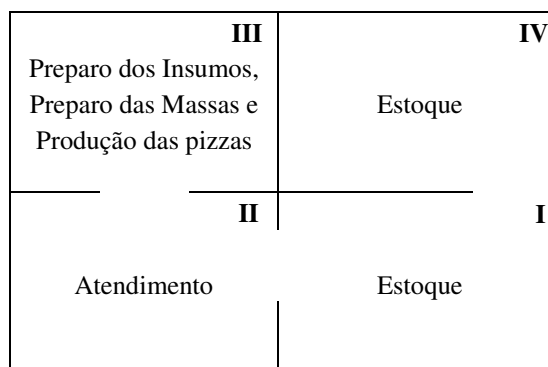 III
Preparo dos Insumos,
Preparo das Massas e
Produção das pizzas
IV
Estoque
II
Atendimento
I
Estoque